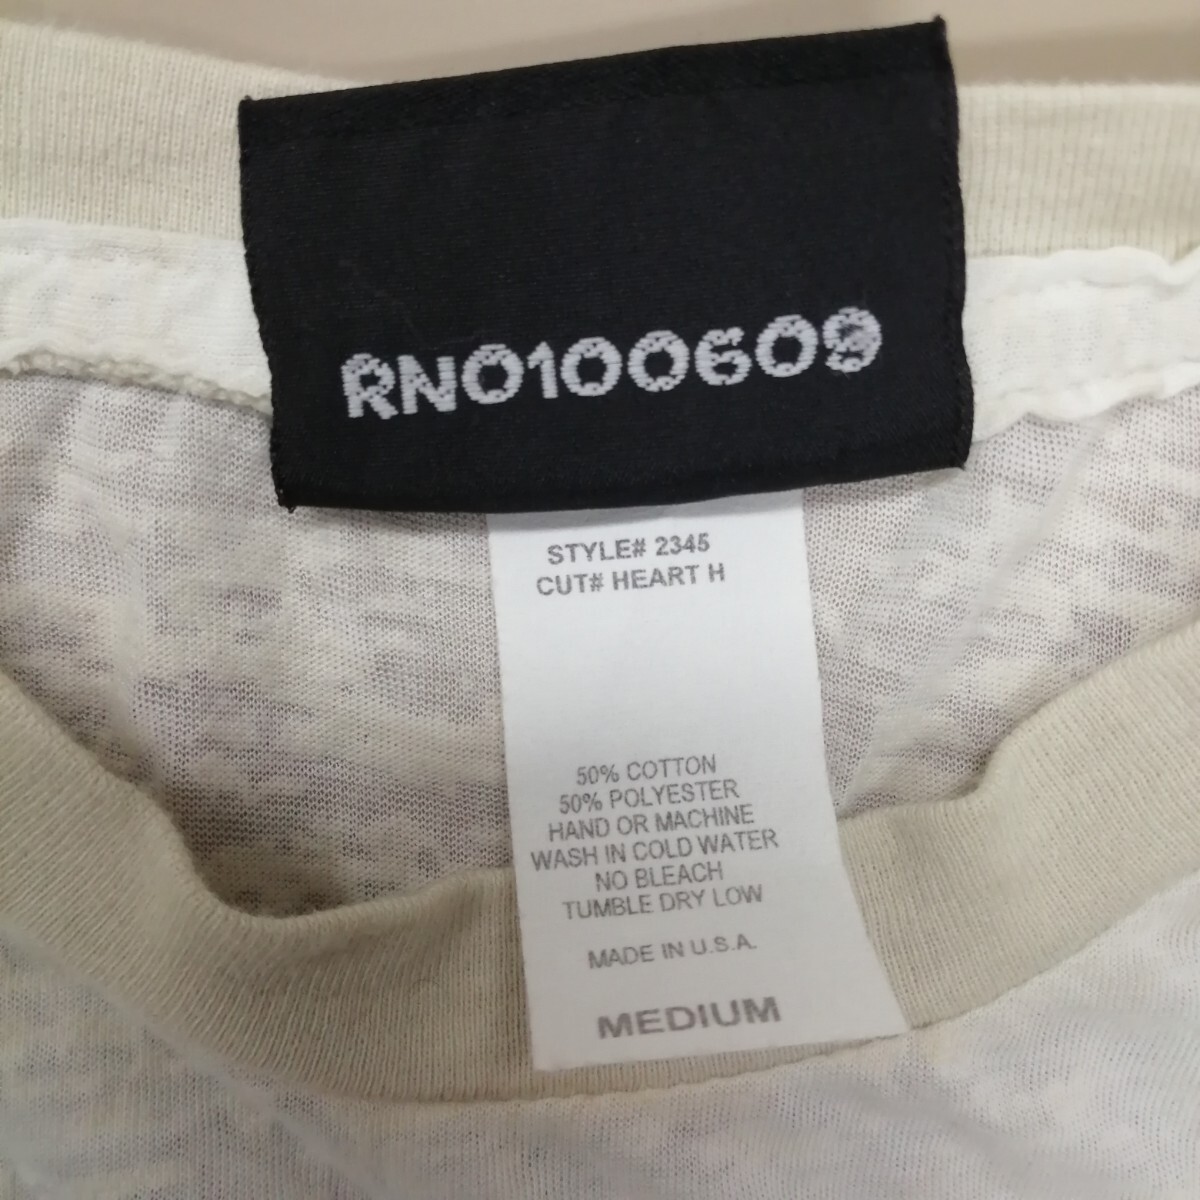 RN0100609
STYLE# 2345
CUT# HEART H
50% COTTON
50% POLYESTER
HAND OR MACHINE
WASH IN COLD WATER
NO BLEACH
TUMBLE DRY LOW
MADE IN U.S.A.
MEDIUM